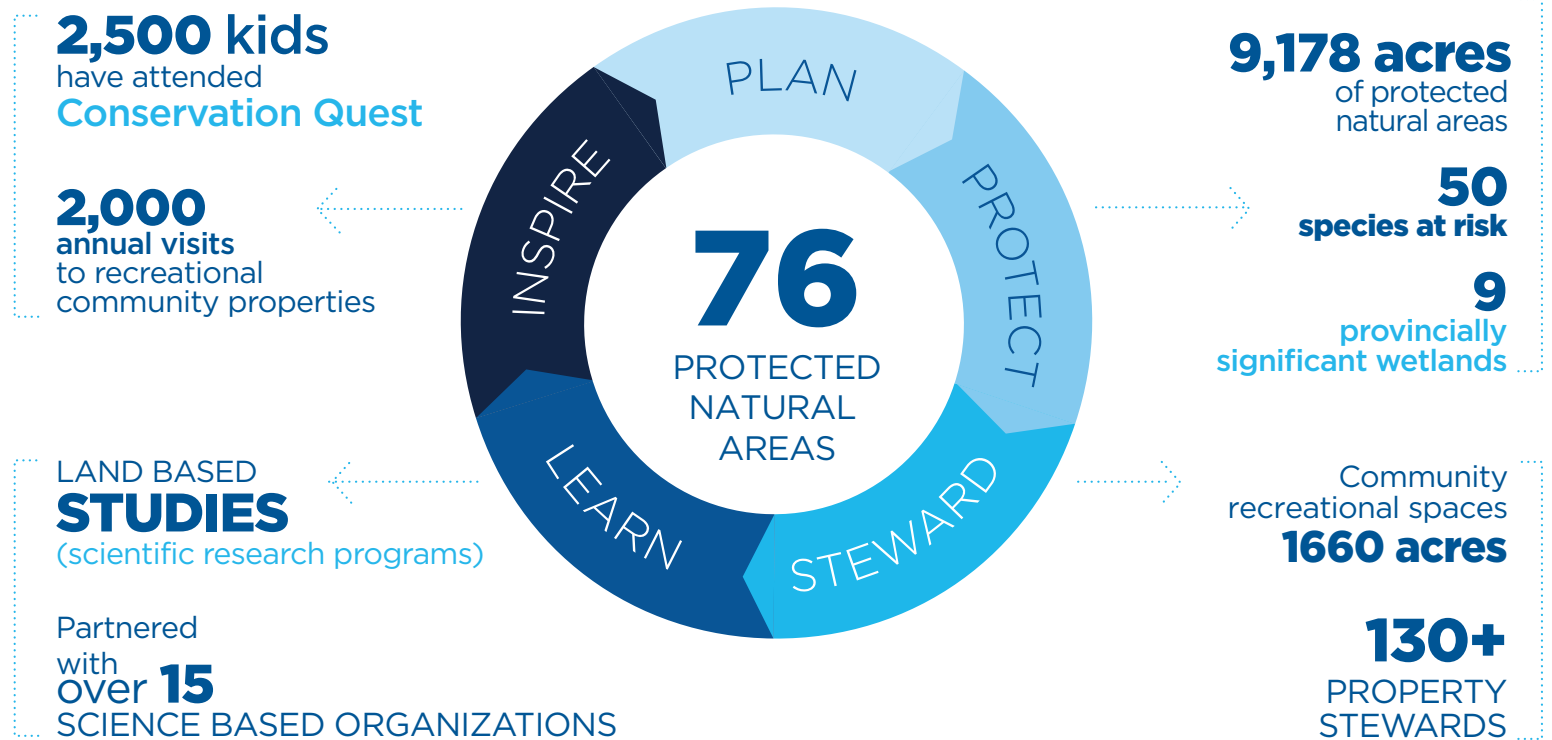 2,500 kids
have attended
Conservation Quest
2,000
annual visits
to recreational
community properties
LAND BASED
STUDIES
(scientific research programs)
Partnered
with
over 15
SCIENCE BASED ORGANIZATIONS
PLAN
PROTECT
STEWARD
LEARN
INSPIRE
76
PROTECTED
NATURAL
AREAS
9,178 acres
of protected
natural areas
50
species at risk
9
provincially
significant wetlands
Community
recreational spaces
1660 acres
130+
PROPERTY
STEWARDS